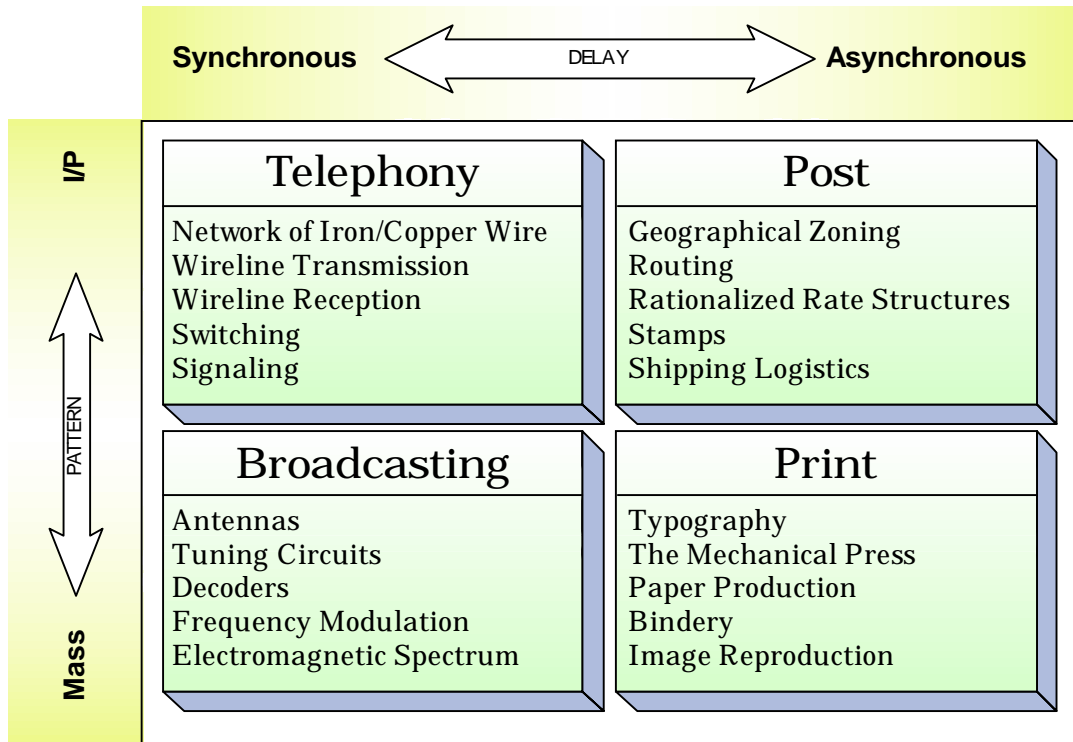 Synchronous DELAY Asynchronous
I/P
PATTERN
Mass
Telephony
Network of Iron/Copper Wire
Wireline Transmission
Wireline Reception
Switching
Signaling
Post
Geographical Zoning
Routing
Rationalized Rate Structures
Stamps
Shipping Logistics
Broadcasting
Antennas
Tuning Circuits
Decoders
Frequency Modulation
Electromagnetic Spectrum
Print
Typography
The Mechanical Press
Paper Production
Bindery
Image Reproduction